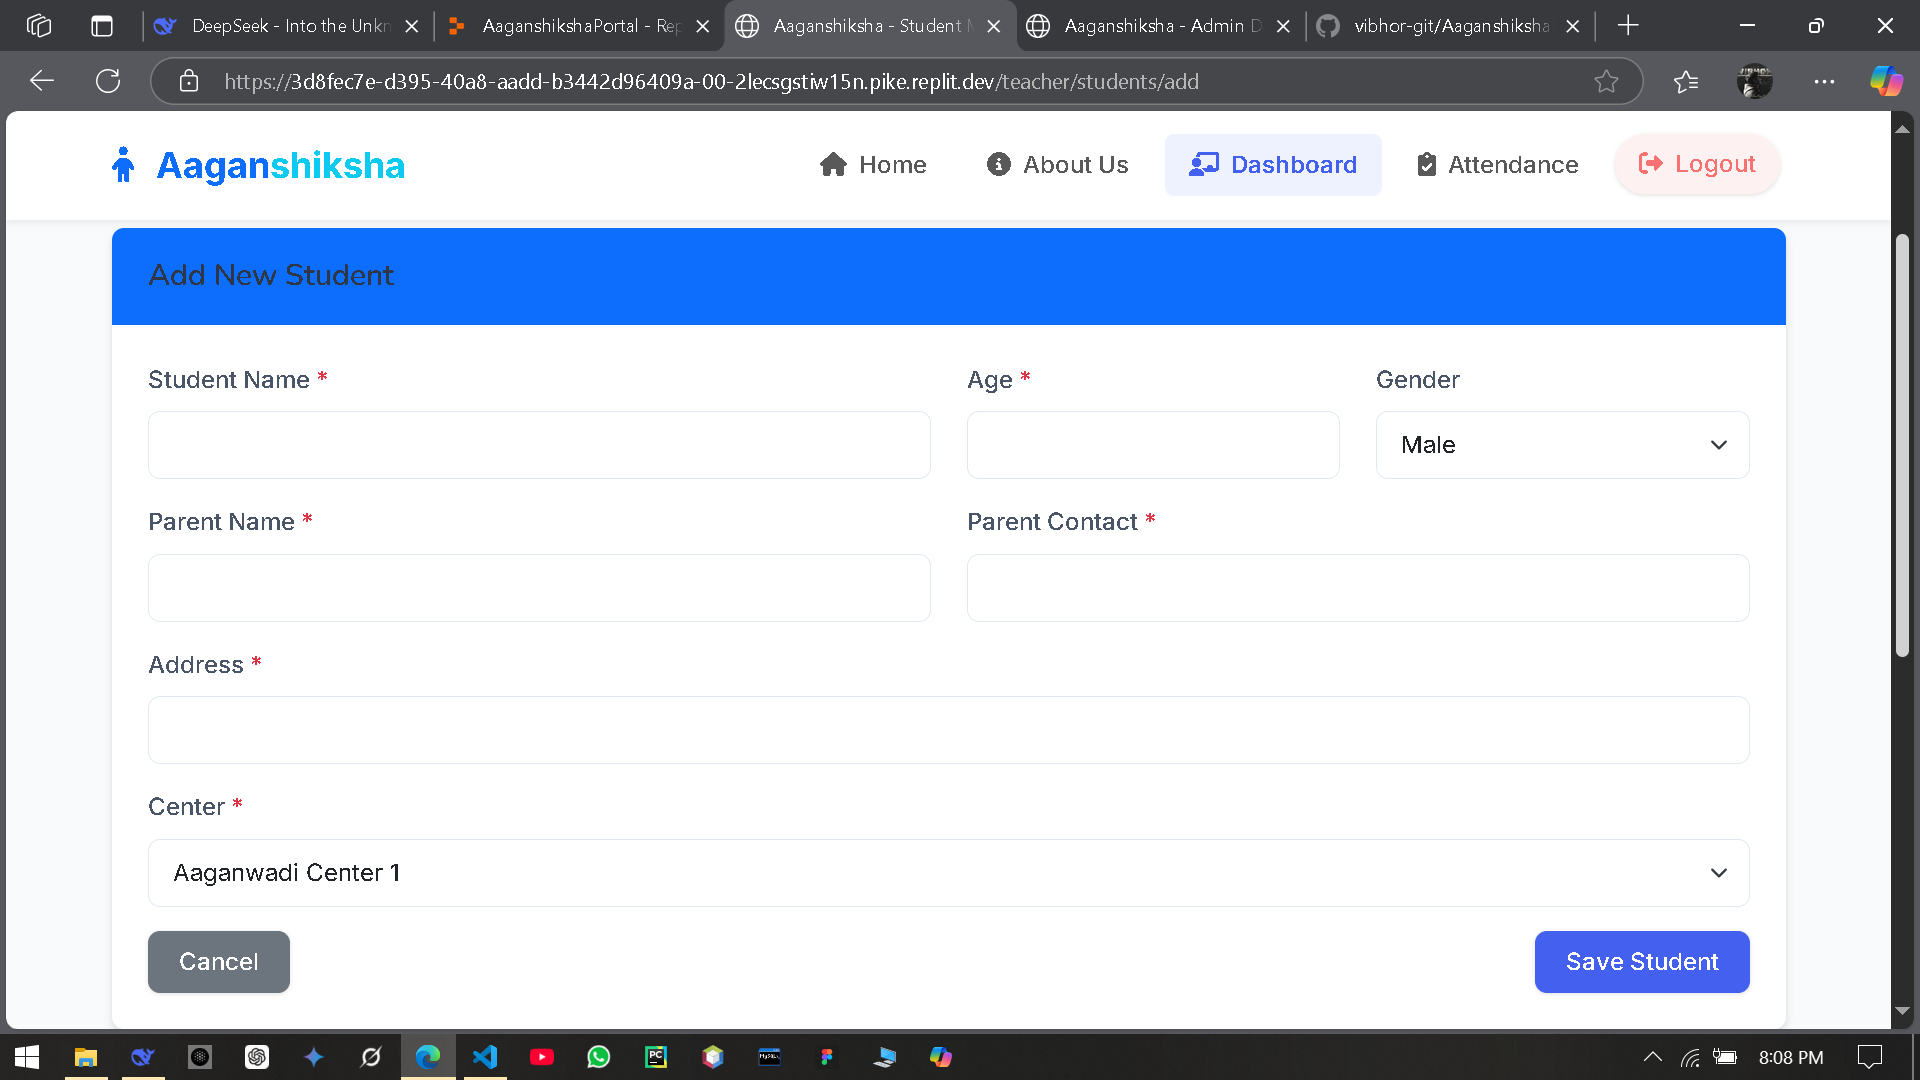 DeepSeek - Into the Unkn
AaganshikshaPortal - Rep
Aaganshiksha - Student M
Aaganshiksha - Admin D
vibhor-git/Aaganshiksha
https://3d8fec7e-d395-40a8-aadd-b3442d96409a-00-2lecsgstiw15n.pike.replit.dev/teacher/students/add
Aaganshiksha
Home
About Us
Dashboard
Attendance
Logout
Add New Student
Student Name *
Age *
Gender
Male
Parent Name *
Parent Contact *
Address *
Center *
Aaganwadi Center 1
Cancel
Save Student
PC
MySQL
8:08 PM